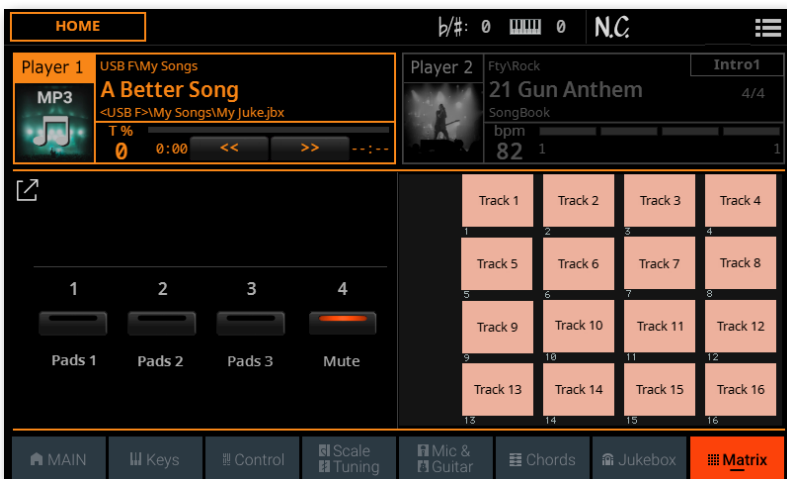 HOME
b/#: 0
0
N.C.
Player 1
USB F\My Songs
MP3
A Better Song
<USB F>\My Songs\My Juke.jbx
T%
0
0:00
<<
>>
--:--
Player 2
Fty\Rock
Intro1
21 Gun Anthem
4/4
SongBook
bpm
82
1
1
1
2
3
4
Pads 1
Pads 2
Pads 3
Mute
Track 1
Track 2
Track 3
Track 4
1
2
3
4
Track 5
Track 6
Track 7
Track 8
5
6
7
8
Track 9
Track 10
Track 11
Track 12
9
10
11
12
Track 13
Track 14
Track 15
Track 16
13
14
15
16
MAIN
Keys
Control
Scale
Tuning
Mic &
Guitar
Chords
Jukebox
Matrix